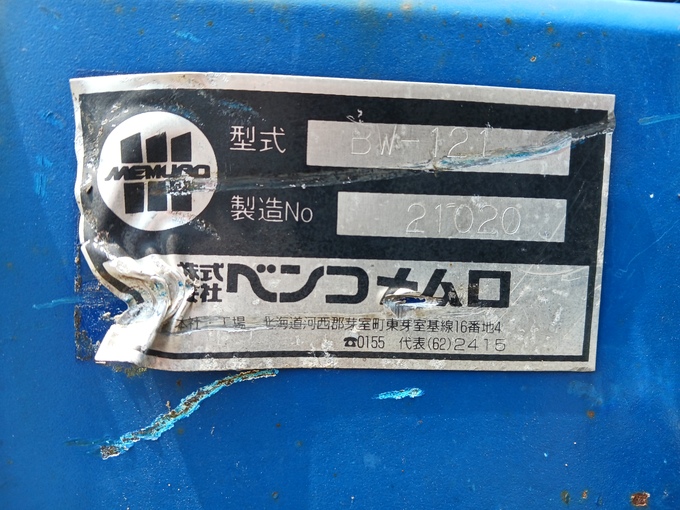 MEMURO
型式 BW-121
製造No 21020
株式会社 ベンコメムロ
本社・工場 北海道河西郡芽室町東芽室基線16番地4
☎0155 代表(62)2415